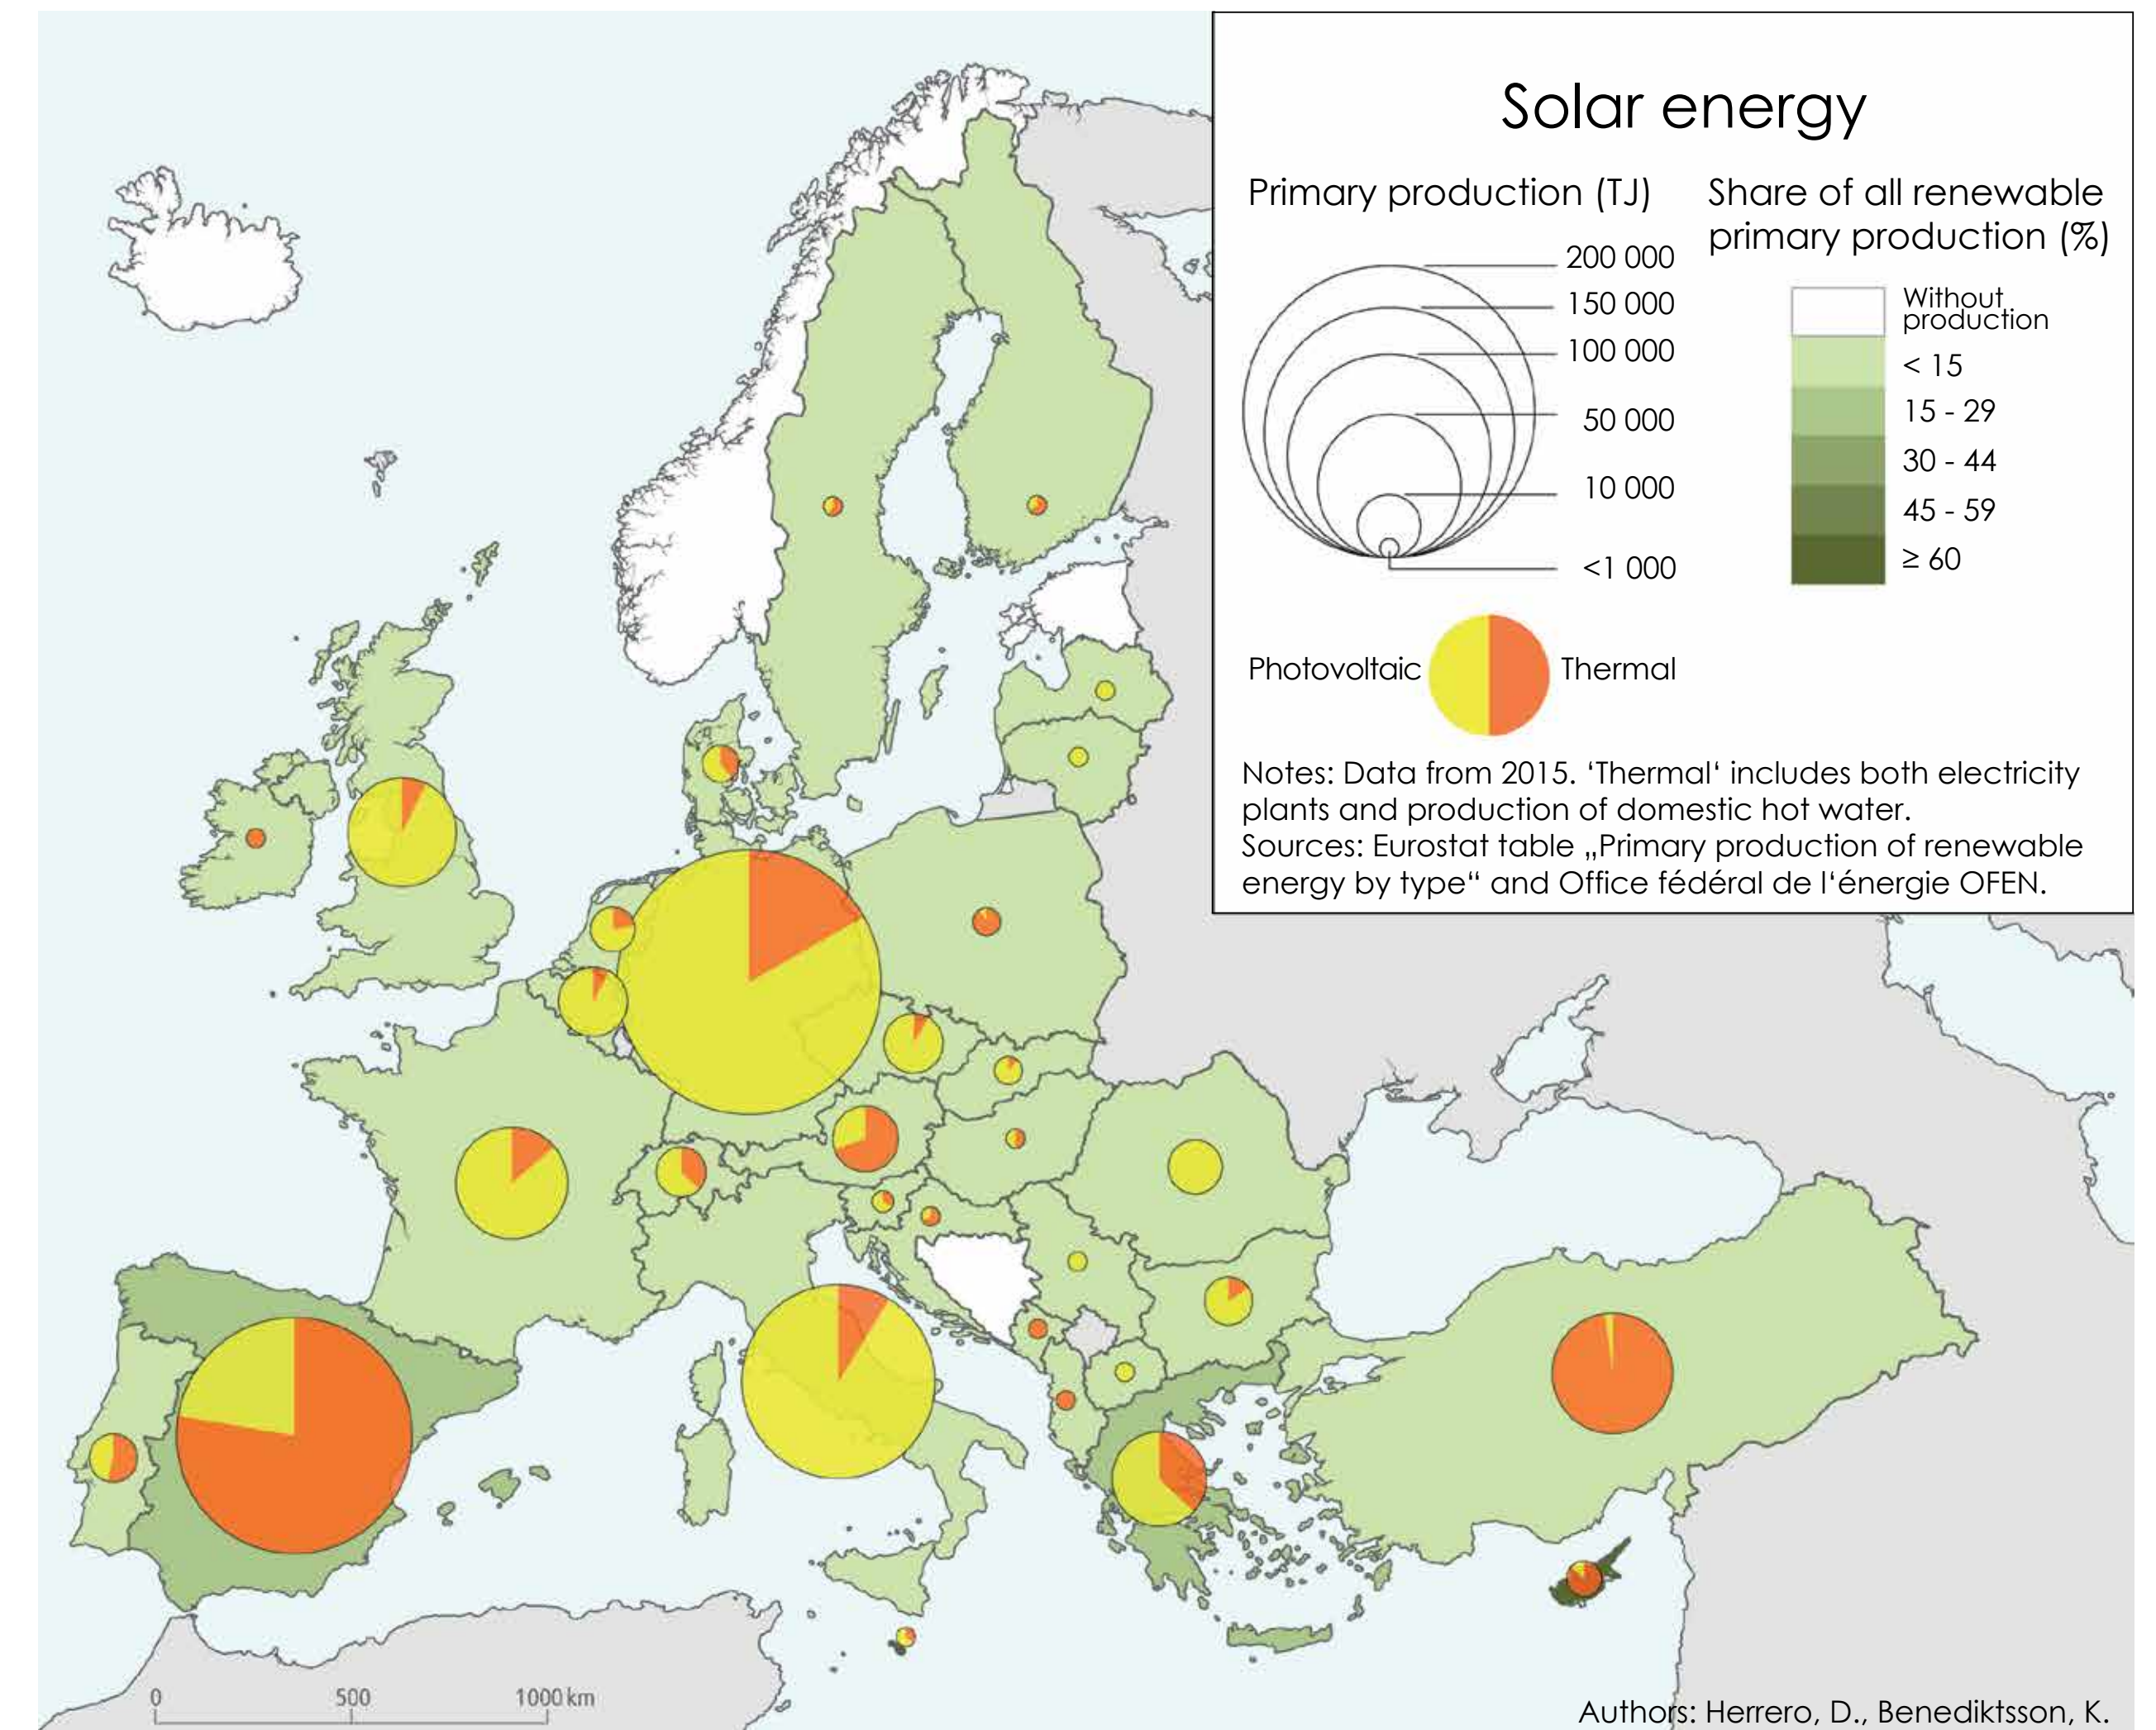 Solar energy
Primary production (TJ)
200 000
150 000
100 000
50 000
10 000
<1 000
Share of all renewable
primary production (%)
Without
production
< 15
15 - 29
30 - 44
45 - 59
≥ 60
Photovoltaic
Thermal
Notes: Data from 2015. ‘Thermal‘ includes both electricity
plants and production of domestic hot water.
Sources: Eurostat table „Primary production of renewable
energy by type“ and Office fédéral de l‘énergie OFEN.
0 500 1000 km
Authors: Herrero, D., Benediktsson, K.